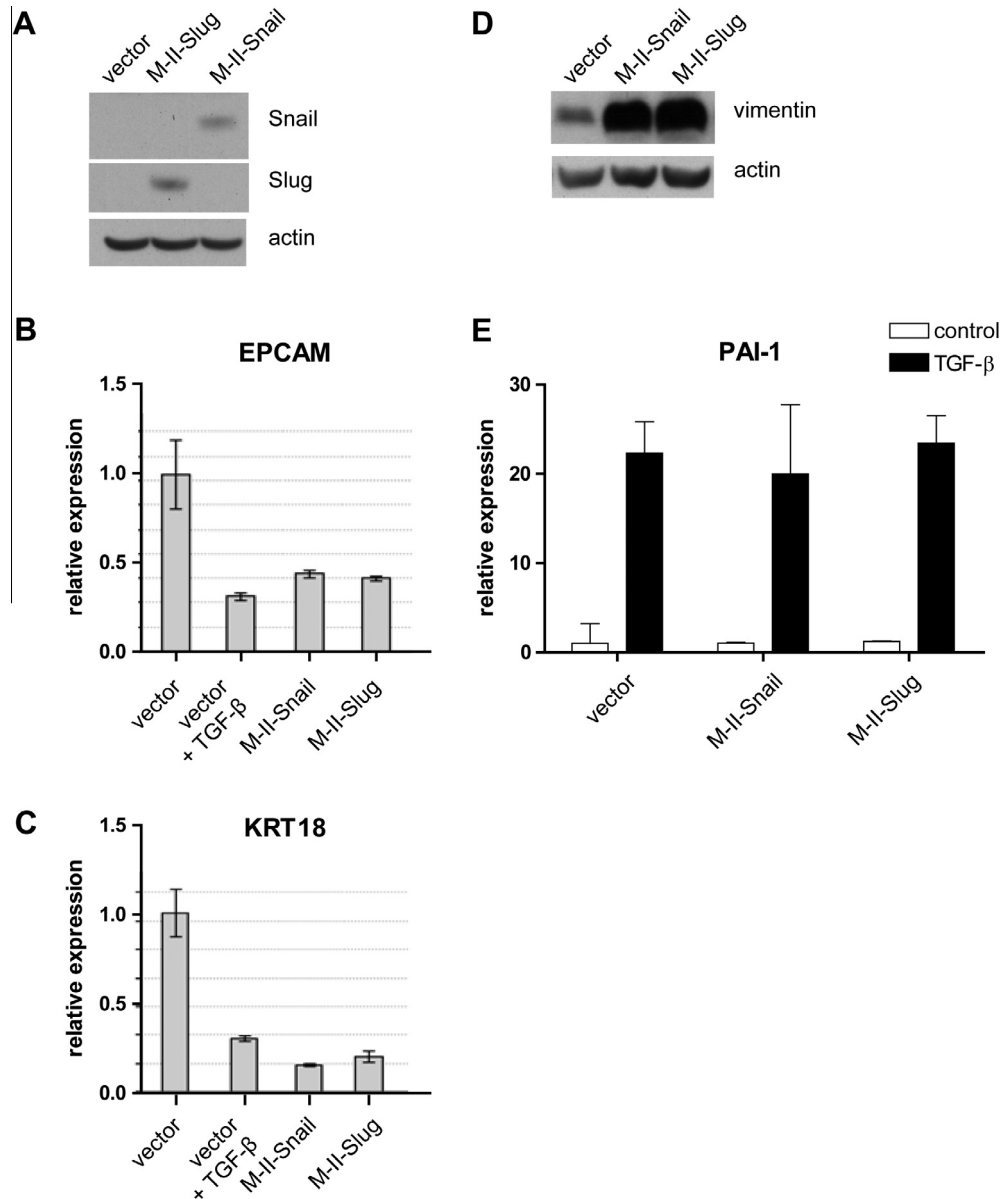 A
vector
M-II-Slug
M-II-Snail
Snail
Slug
actin
D
vector
M-II-Snail
M-II-Slug
vimentin
actin
B
EPCAM
relative expression
1.5
1.0
0.5
0.0
vector
vector
+ TGF-β
M-II-Snail
M-II-Slug
E
PAI-1
control
TGF-β
relative expression
30
20
10
0
vector
M-II-Snail
M-II-Slug
C
KRT18
relative expression
1.5
1.0
0.5
0.0
vector
vector
+ TGF-β
M-II-Snail
M-II-Slug